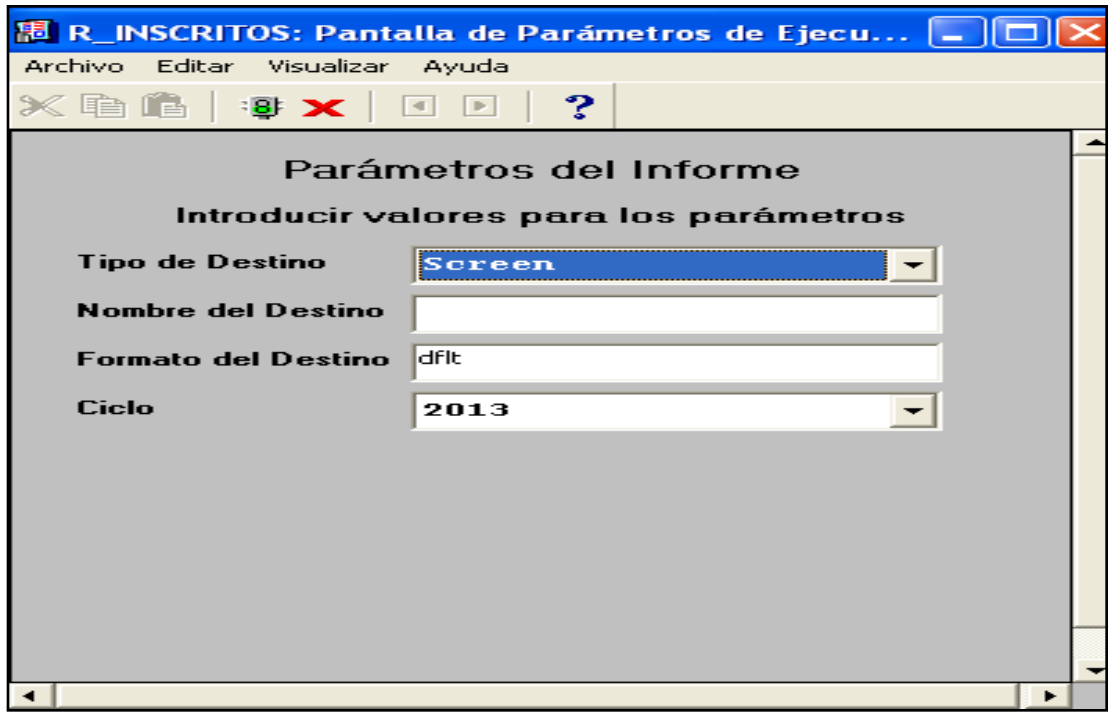 R_INSCRITOS: Pantalla de Parámetros de Ejecu...
Archivo Editar Visualizar Ayuda
Parámetros del Informe
Introducir valores para los parámetros
Tipo de Destino Screen
Nombre del Destino
Formato del Destino dflt
Ciclo 2013